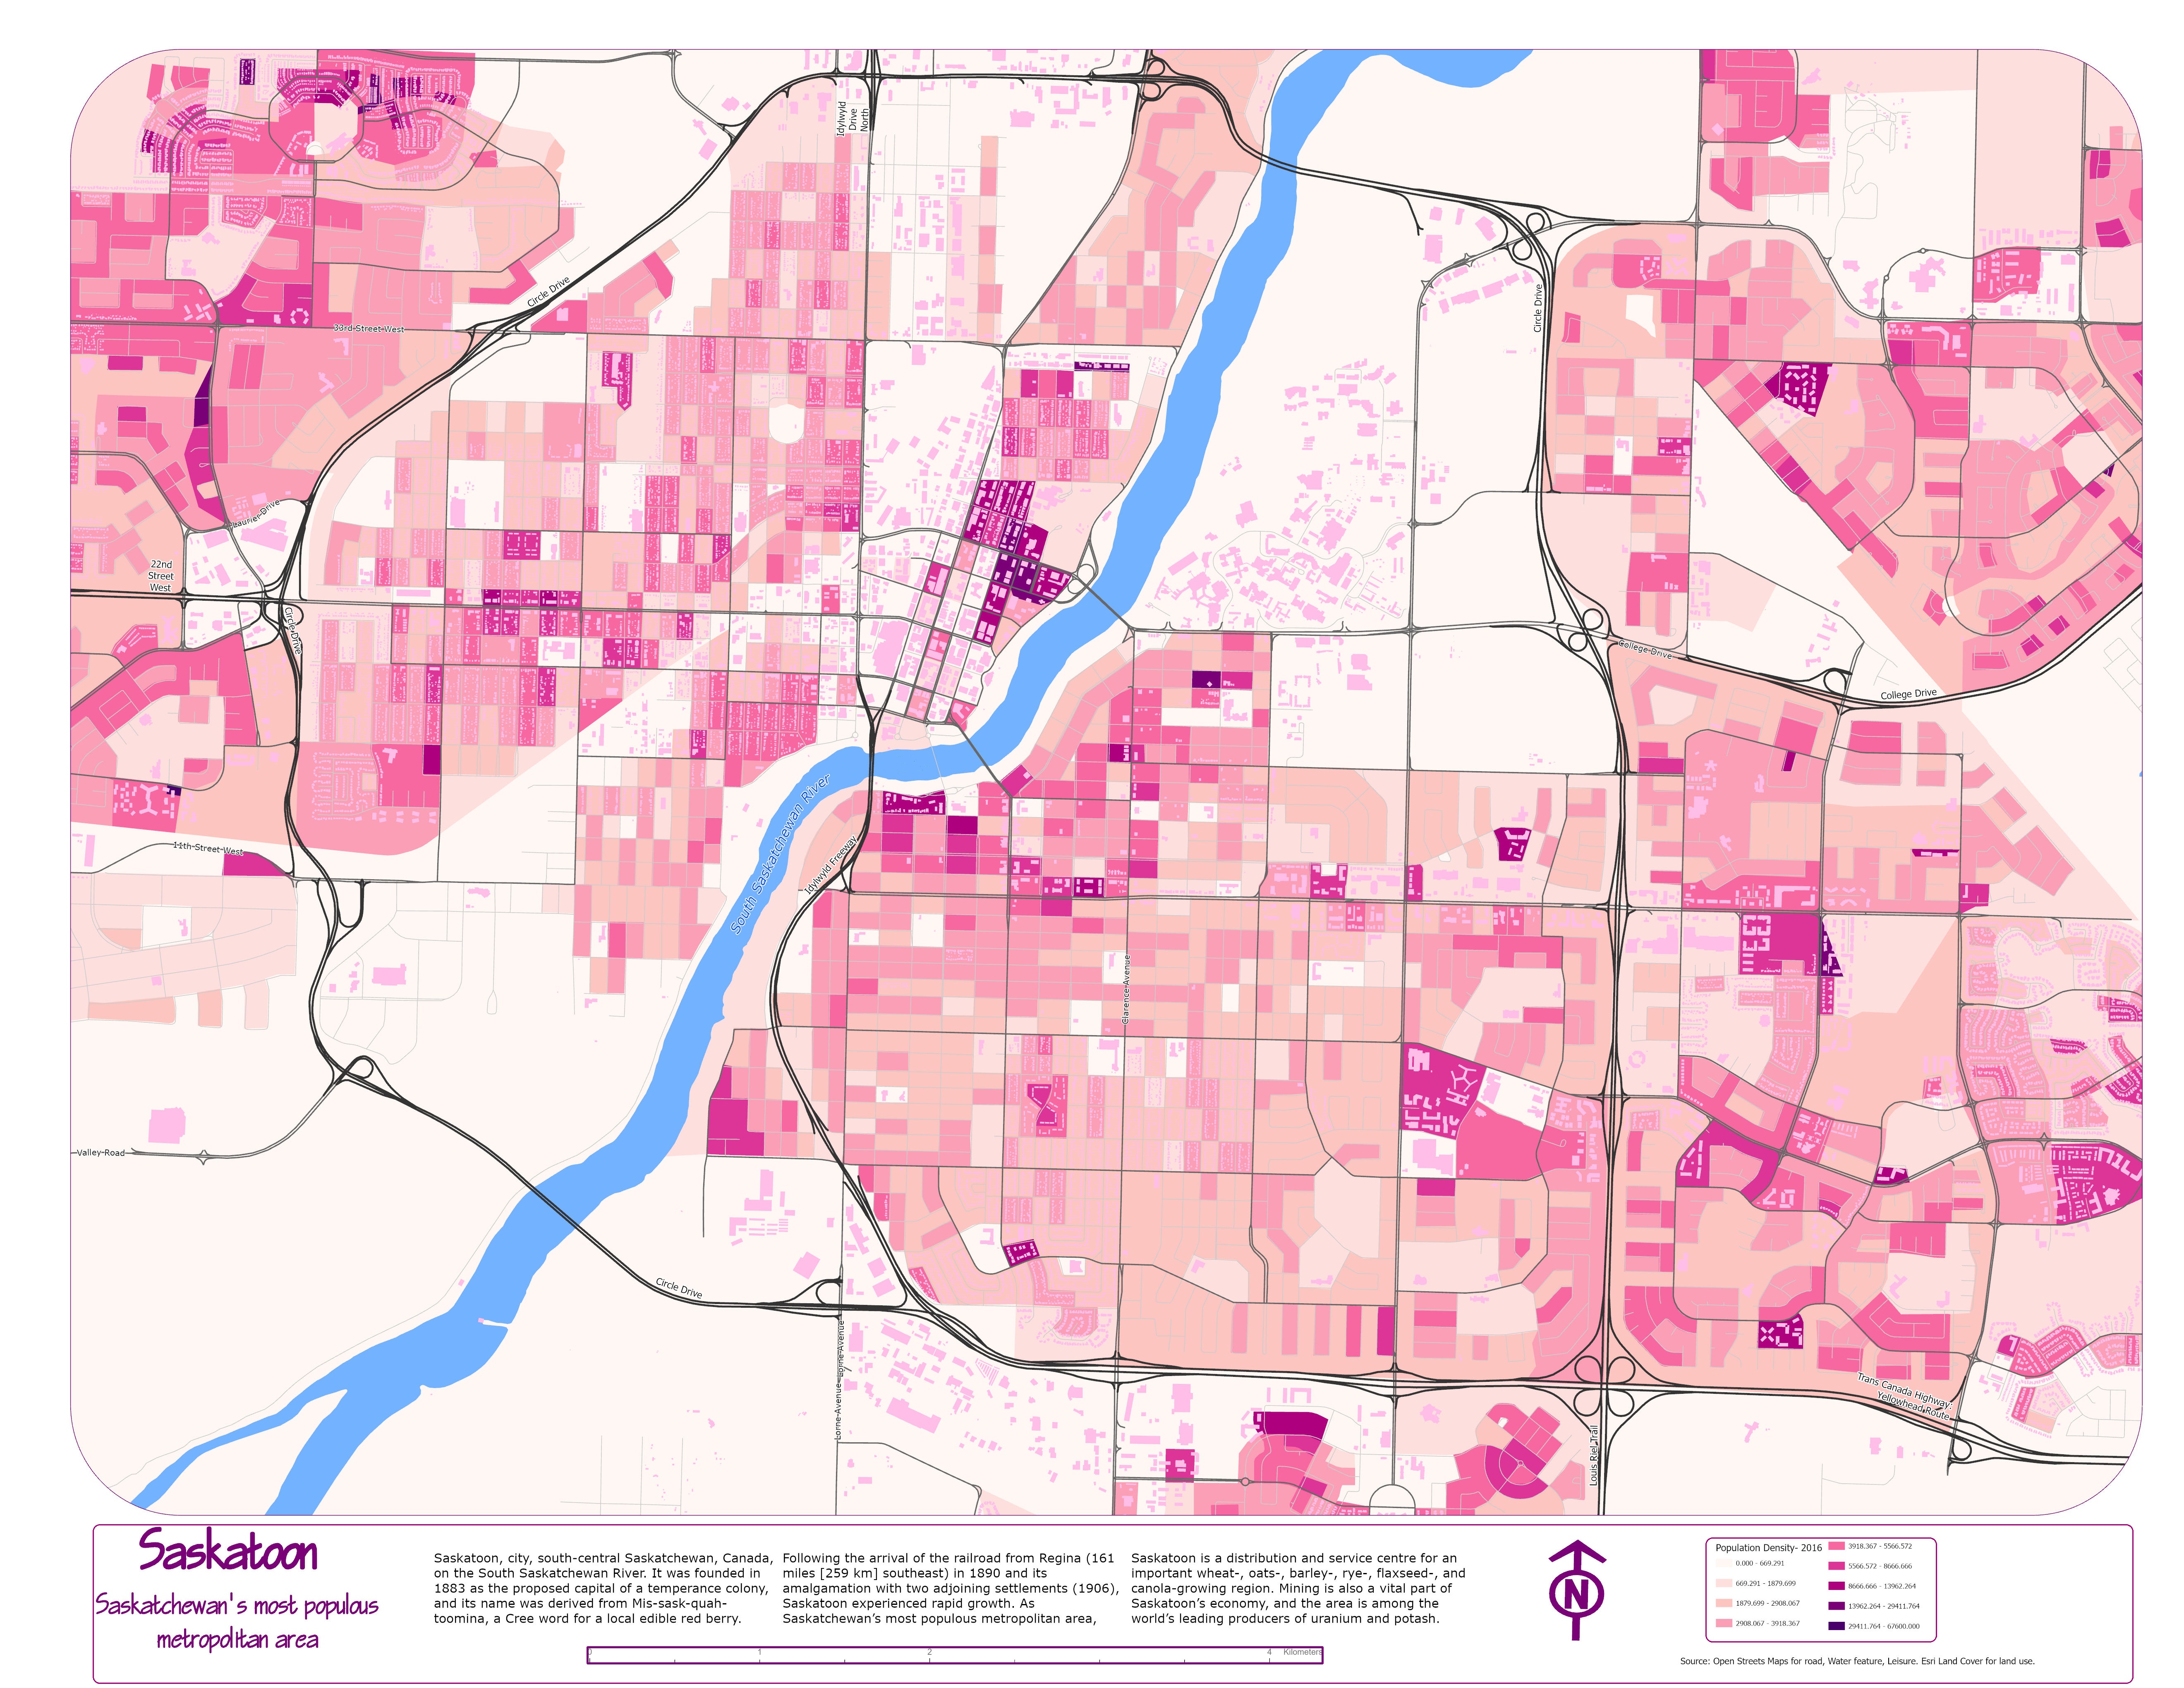 Idylwyld
Drive
North
Circle Drive
33rd Street West
Circle Drive
Laurier Drive
22nd
Street
West
Circle Drive
College Drive
College Drive
South Saskatchewan River
11th Street West
Idylwyld Freeway
Clarence Avenue
Valley Road
Circle Drive
Lorne Avenue
Lorne Avenue
Trans Canada Highway;
Yellowhead Route
Louis Riel Trail
Saskatoon
Saskatchewan's most populous
metropolitan area
Saskatoon, city, south-central Saskatchewan, Canada,
on the South Saskatchewan River. It was founded in
1883 as the proposed capital of a temperance colony,
and its name was derived from Mis-sask-quah-
toomina, a Cree word for a local edible red berry.
Following the arrival of the railroad from Regina (161
miles [259 km] southeast) in 1890 and its
amalgamation with two adjoining settlements (1906),
Saskatoon experienced rapid growth. As
Saskatchewan's most populous metropolitan area,
Saskatoon is a distribution and service centre for an
important wheat-, oats-, barley-, rye-, flaxseed-, and
canola-growing region. Mining is also a vital part of
Saskatoon's economy, and the area is among the
world's leading producers of uranium and potash.
0 1 2 4 Kilometers
N
Population Density- 2016
0.000 - 669.291
669.291 - 1879.699
1879.699 - 2908.067
2908.067 - 3918.367
3918.367 - 5566.572
5566.572 - 8666.666
8666.666 - 13962.264
13962.264 - 29411.764
29411.764 - 67600.000
Source: Open Streets Maps for road, Water feature, Leisure. Esri Land Cover for land use.